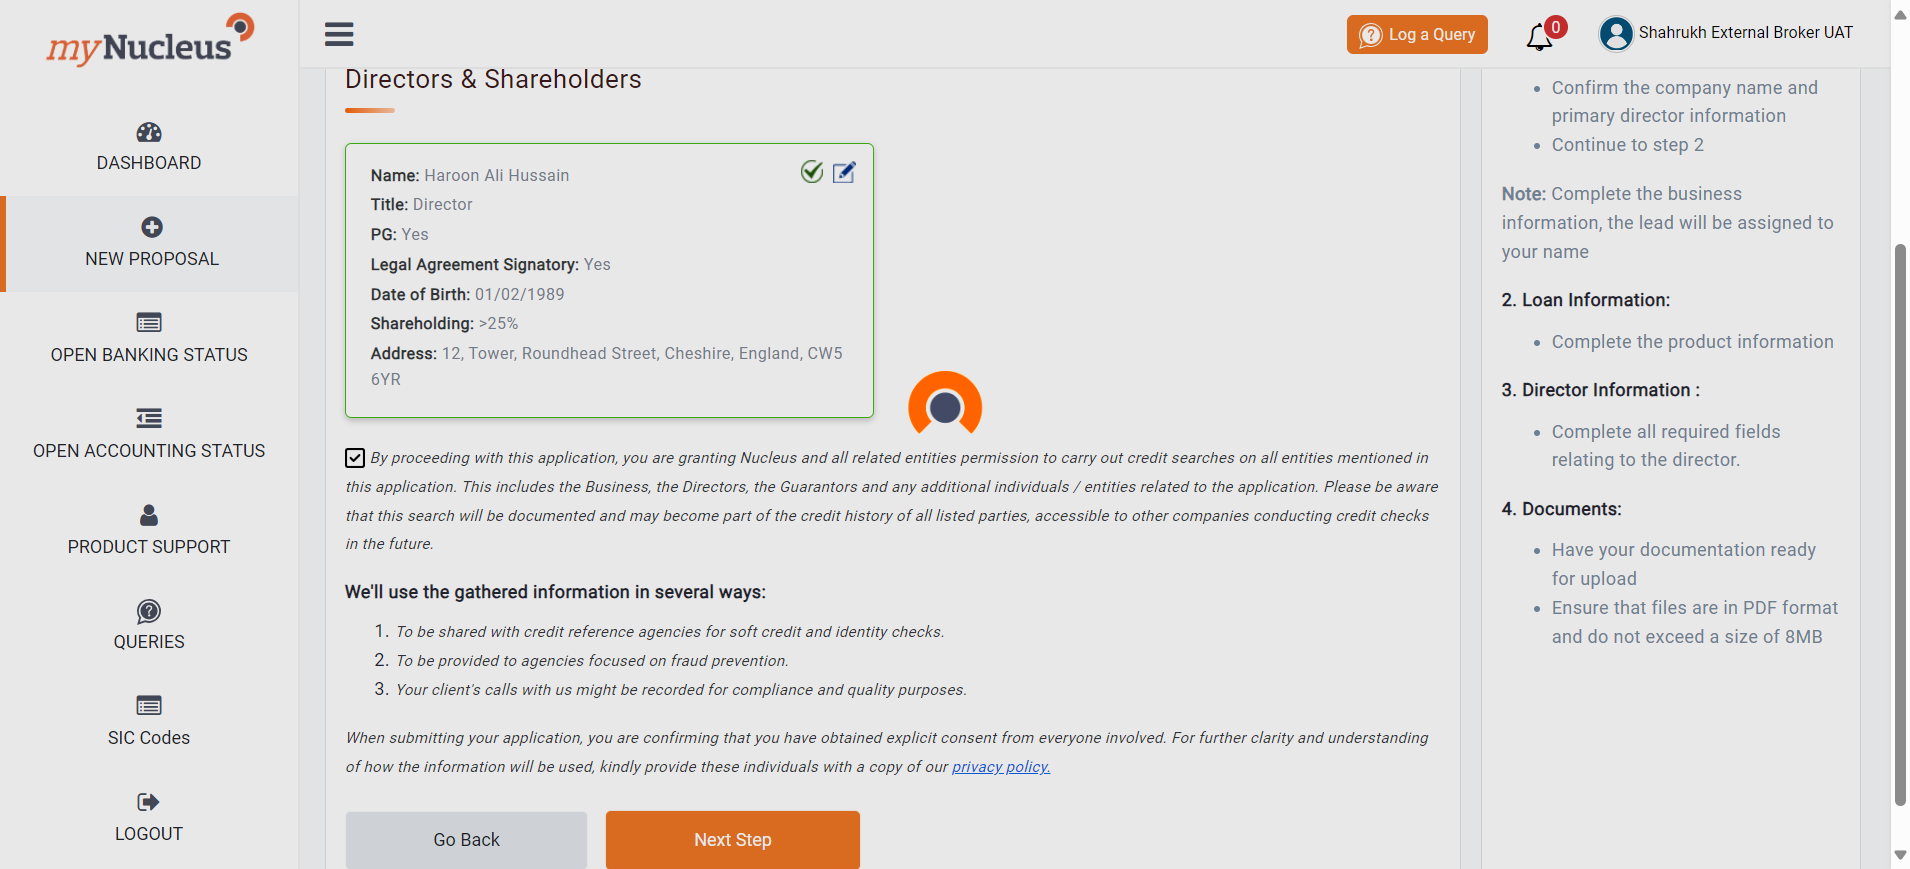 myNucleus
Log a Query
0
Shahrukh External Broker UAT
DASHBOARD
NEW PROPOSAL
OPEN BANKING STATUS
OPEN ACCOUNTING STATUS
PRODUCT SUPPORT
QUERIES
SIC Codes
LOGOUT
Directors & Shareholders
Name: Haroon Ali Hussain
Title: Director
PG: Yes
Legal Agreement Signatory: Yes
Date of Birth: 01/02/1989
Shareholding: >25%
Address: 12, Tower, Roundhead Street, Cheshire, England, CW5
6YR
By proceeding with this application, you are granting Nucleus and all related entities permission to carry out credit searches on all entities mentioned in
this application. This includes the Business, the Directors, the Guarantors and any additional individuals / entities related to the application. Please be aware
that this search will be documented and may become part of the credit history of all listed parties, accessible to other companies conducting credit checks
in the future.
We'll use the gathered information in several ways:
1. To be shared with credit reference agencies for soft credit and identity checks.
2. To be provided to agencies focused on fraud prevention.
3. Your client's calls with us might be recorded for compliance and quality purposes.
When submitting your application, you are confirming that you have obtained explicit consent from everyone involved. For further clarity and understanding
of how the information will be used, kindly provide these individuals with a copy of our privacy policy.
Go Back
Next Step
• Confirm the company name and
primary director information
• Continue to step 2
Note: Complete the business
information, the lead will be assigned to
your name
2. Loan Information:
• Complete the product information
3. Director Information :
• Complete all required fields
relating to the director.
4. Documents:
• Have your documentation ready
for upload
• Ensure that files are in PDF format
and do not exceed a size of 8MB